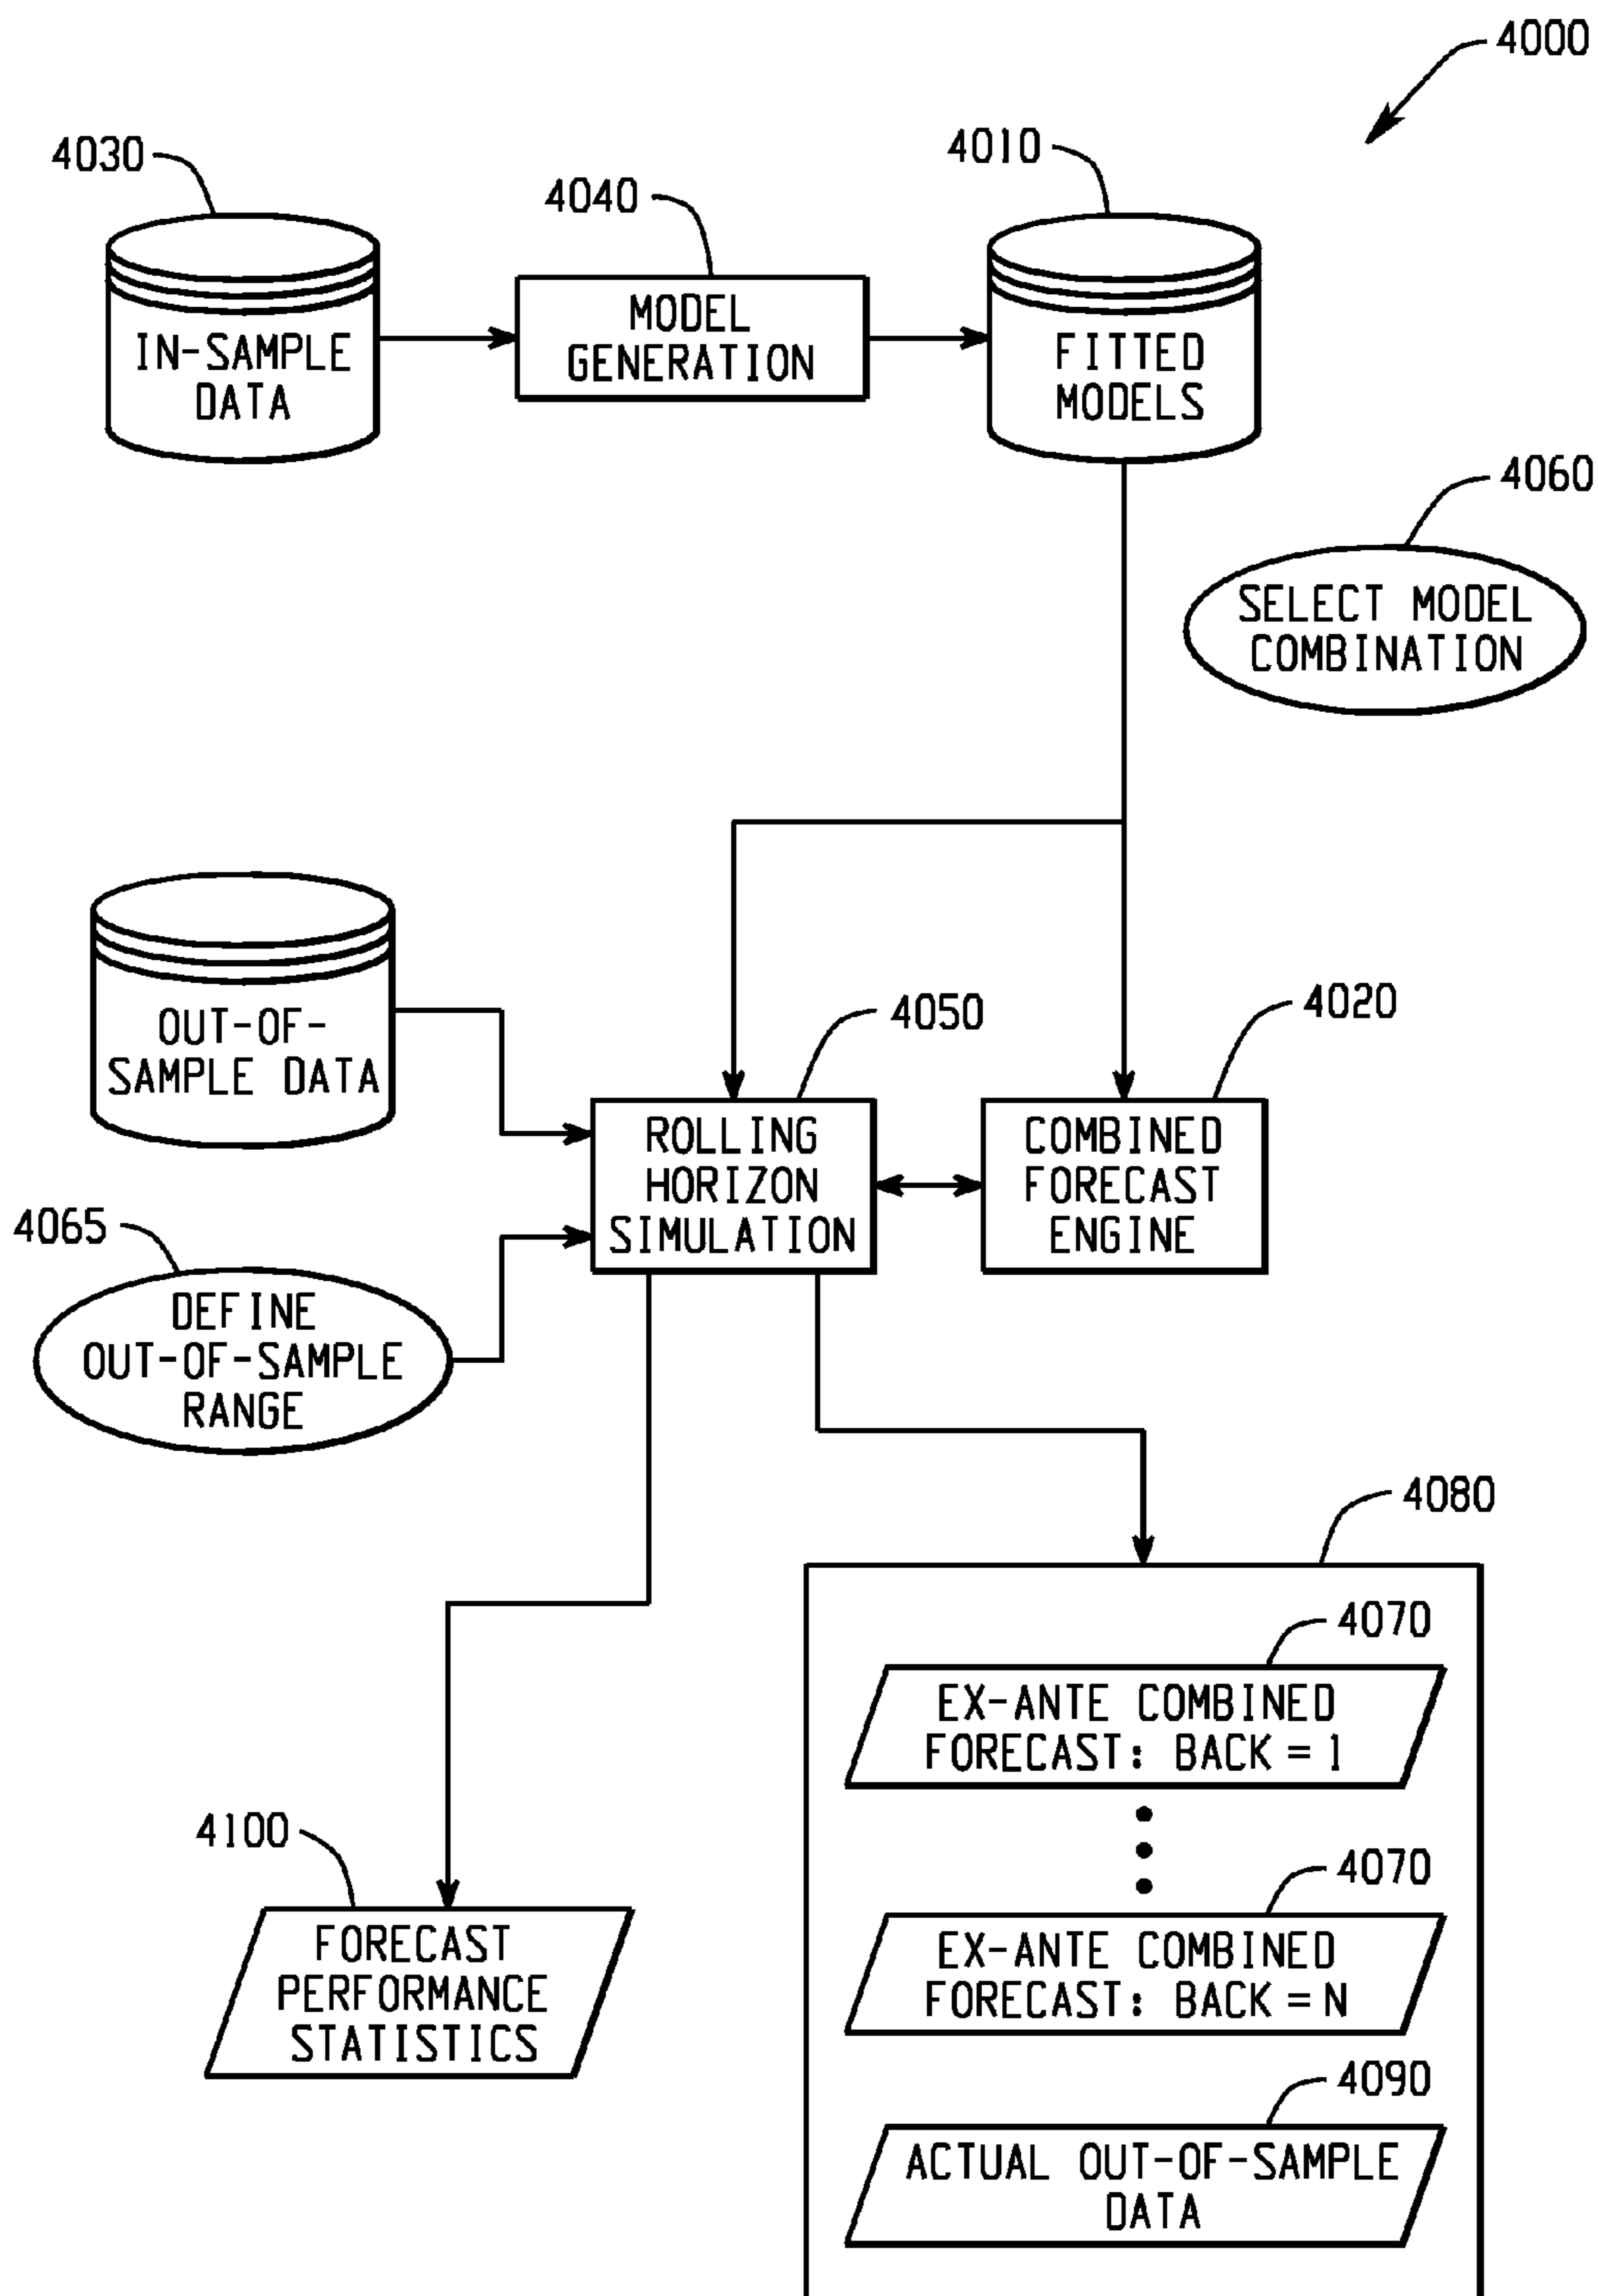 4000
4030
4010
4040
IN-SAMPLE
DATA
MODEL
GENERATION
FITTED
MODELS
4060
SELECT MODEL
COMBINATION
OUT-OF-
SAMPLE DATA
4050
4020
ROLLING
HORIZON
SIMULATION
COMBINED
FORECAST
ENGINE
4065
DEFINE
OUT-OF-SAMPLE
RANGE
4080
4070
EX-ANTE COMBINED
FORECAST: BACK = 1
4070
EX-ANTE COMBINED
FORECAST: BACK = N
4100
FORECAST
PERFORMANCE
STATISTICS
4090
ACTUAL OUT-OF-SAMPLE
DATA